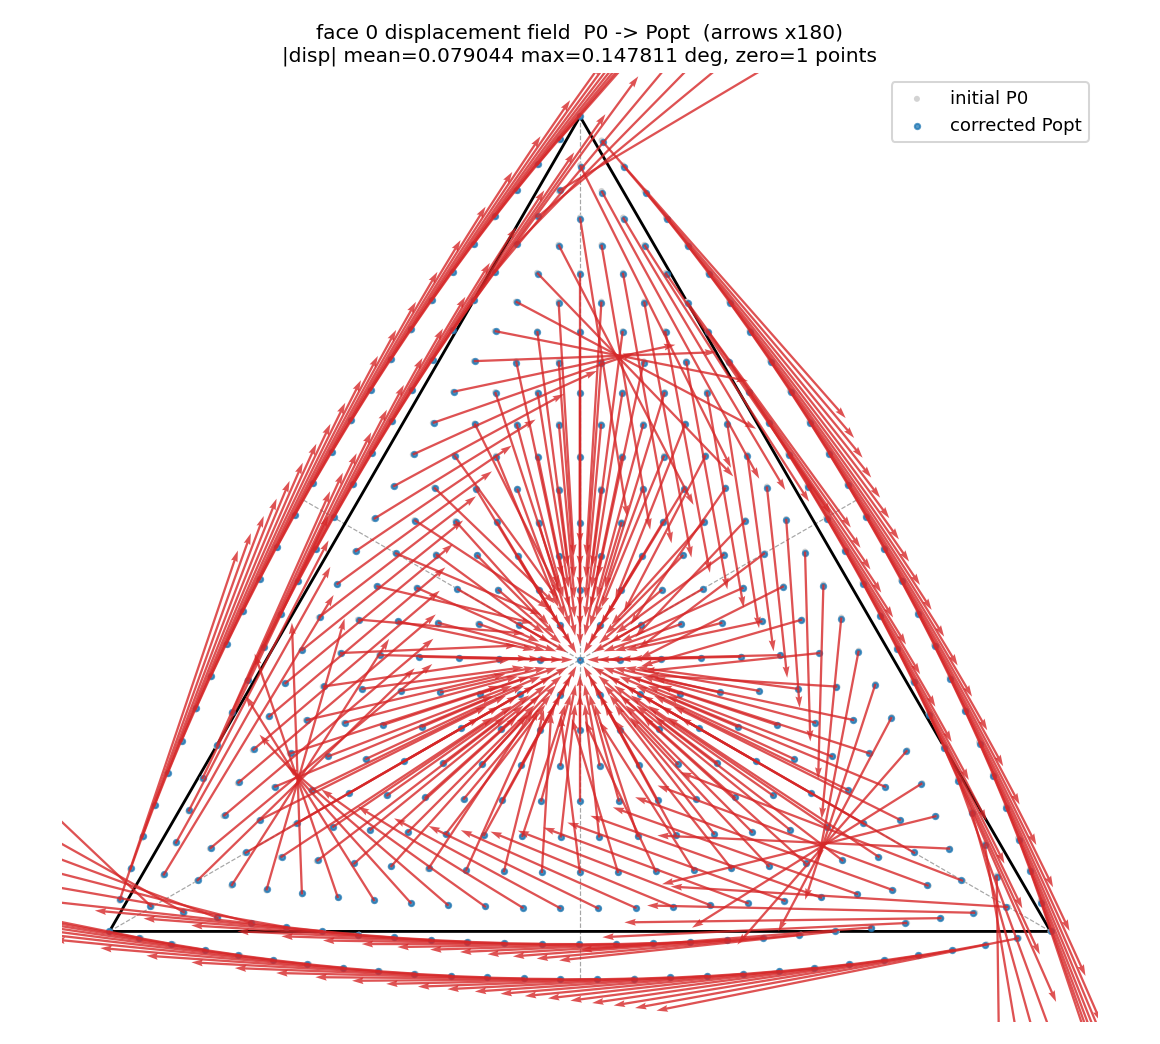 face 0 displacement field  P0 -> Popt  (arrows x180)
|disp| mean=0.079044 max=0.147811 deg, zero=1 points
initial P0
corrected Popt